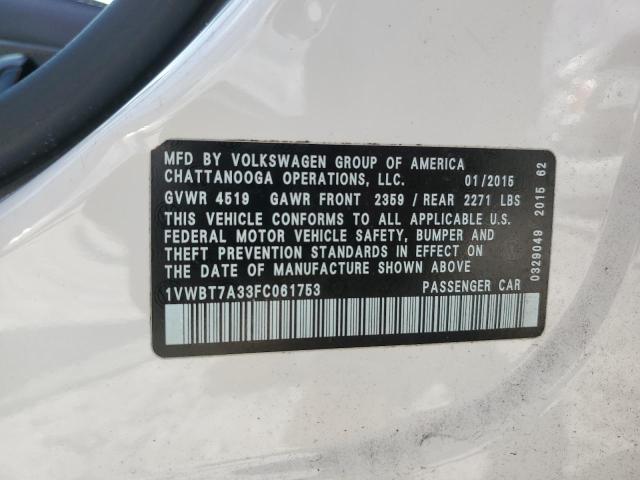 MFD BY VOLKSWAGEN GROUP OF AMERICA
CHATTANOOGA OPERATIONS, LLC. 01/2015
GVWR 4519 GAWR FRONT 2359 / REAR 2271 LBS
THIS VEHICLE CONFORMS TO ALL APPLICABLE U.S.
FEDERAL MOTOR VEHICLE SAFETY, BUMPER AND
THEFT PREVENTION STANDARDS IN EFFECT ON
THE DATE OF MANUFACTURE SHOWN ABOVE
1VWBT7A33FC061753 PASSENGER CAR
0329049 2015 62